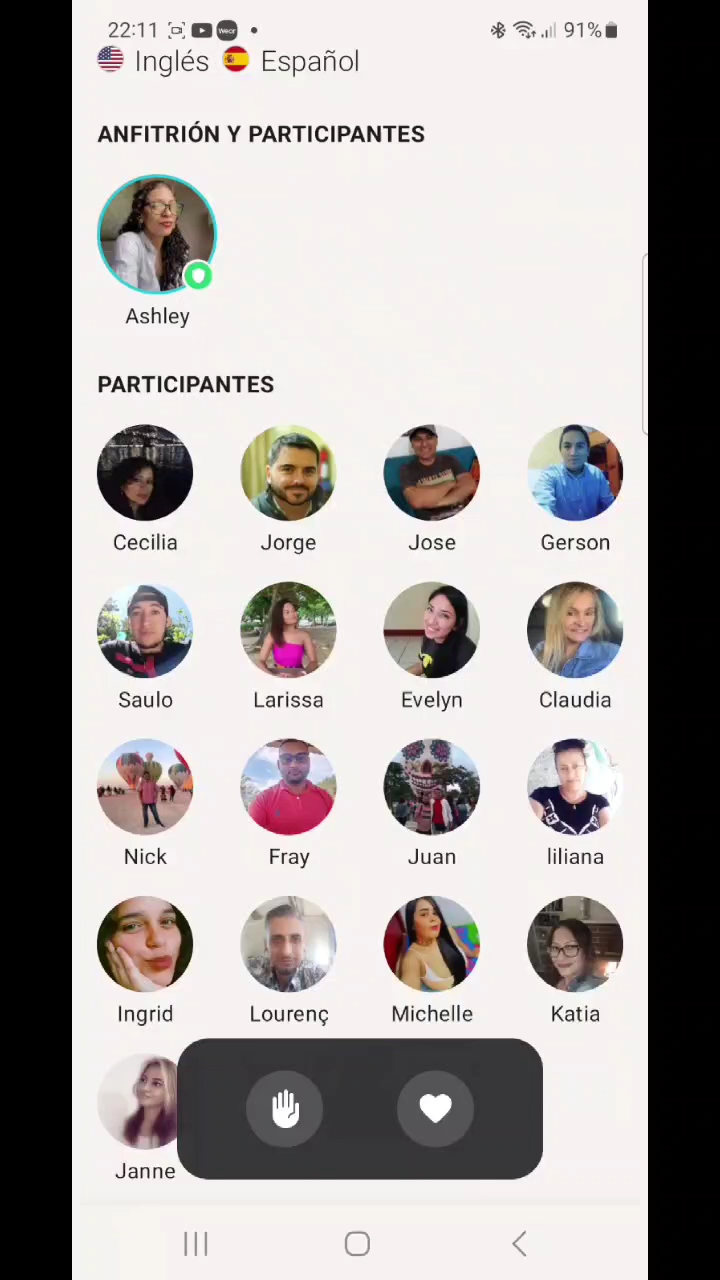 22:11 Wecr 91%
Inglés Español
ANFITRIÓN Y PARTICIPANTES
Ashley
PARTICIPANTES
Cecilia Jorge Jose Gerson
Saulo Larissa Evelyn Claudia
Nick Fray Juan liliana
Ingrid Lourenç Michelle Katia
Janne